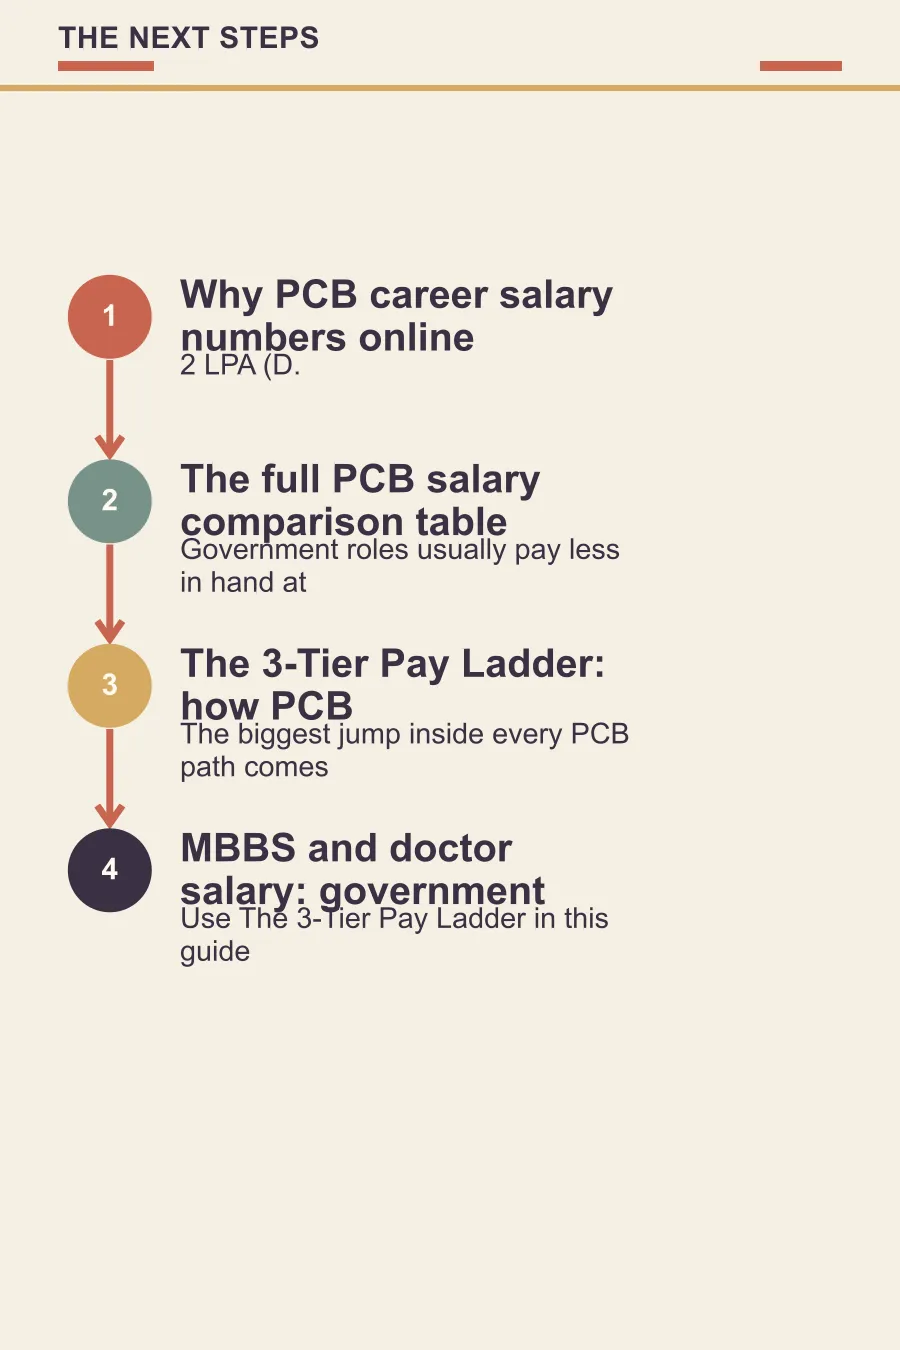 THE NEXT STEPS
1
Why PCB career salary
numbers online
2 LPA (D.
2
The full PCB salary
comparison table
Government roles usually pay less
in hand at
3
The 3-Tier Pay Ladder:
how PCB
The biggest jump inside every PCB
path comes
4
MBBS and doctor
salary: government
Use The 3-Tier Pay Ladder in this
guide